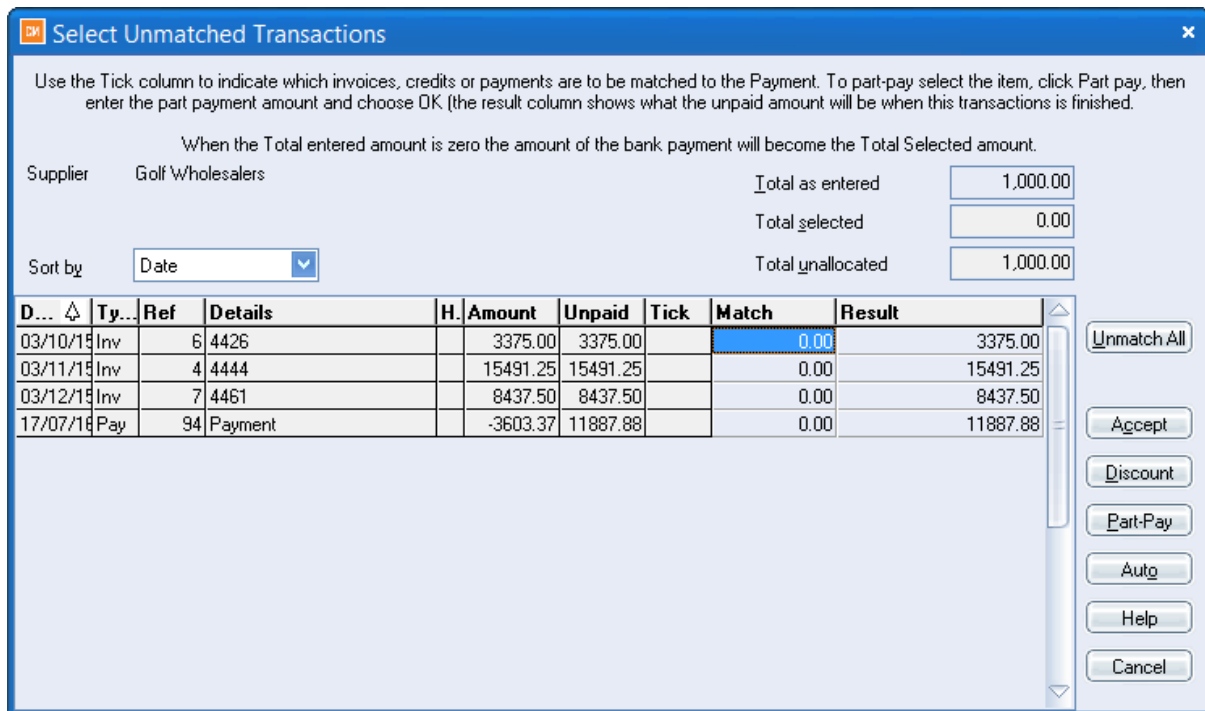 Select Unmatched Transactions
Use the Tick column to indicate which invoices, credits or payments are to be matched to the Payment. To part-pay select the item, click Part pay, then
enter the part payment amount and choose OK (the result column shows what the unpaid amount will be when this transactions is finished.
When the Total entered amount is zero the amount of the bank payment will become the Total Selected amount.
Supplier Golf Wholesalers
Total as entered 1,000.00
Total selected 0.00
Sort by Date
Total unallocated 1,000.00
D... Ty... Ref Details H. Amount Unpaid Tick Match Result
03/10/15 Inv 6 4426 3375.00 3375.00 0.00 3375.00
03/11/15 Inv 4 4444 15491.25 15491.25 0.00 15491.25
03/12/15 Inv 7 4461 8437.50 8437.50 0.00 8437.50
17/07/16 Pay 94 Payment -3603.37 11887.88 0.00 11887.88
Unmatch All
Accept
Discount
Part-Pay
Auto
Help
Cancel